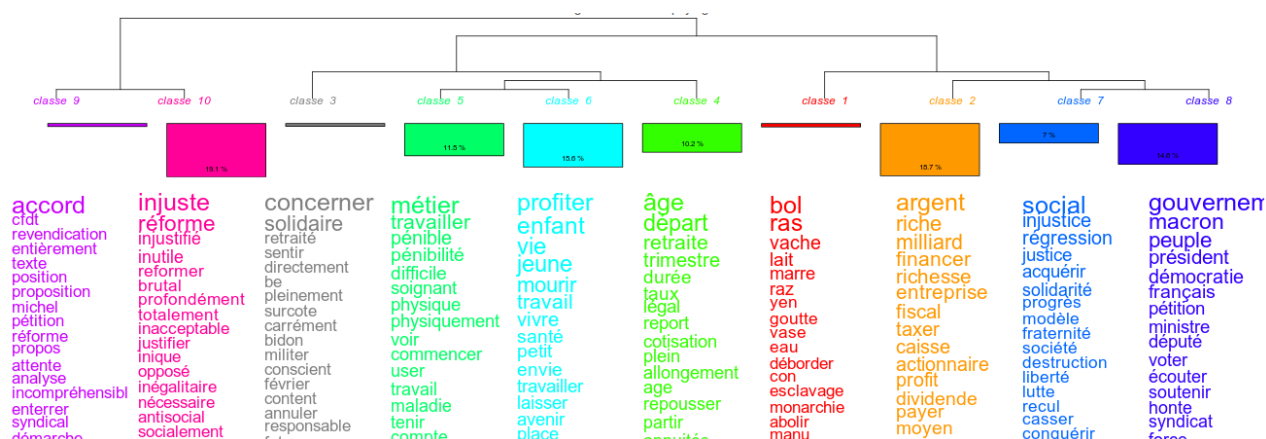 classe 9
classe 10
classe 3
classe 5
classe 6
classe 4
classe 1
classe 2
classe 7
classe 8
19.1 %
11.5 %
15.6 %
10.2 %
18.7 %
7 %
14.6 %
accord
cfdt
revendication
entièrement
texte
position
proposition
michel
pétition
réforme
propos
attente
analyse
incompréhensibl
enterrer
syndical
démarche
injuste
réforme
injustifié
inutile
reformer
brutal
profondément
totalement
inacceptable
justifier
inique
opposé
inégalitaire
nécessaire
antisocial
socialement
concerner
solidaire
retraité
sentir
directement
be
pleinement
surcote
carrément
bidon
militer
conscient
février
content
annuler
responsable
métier
travailler
pénible
pénibilité
difficile
soignant
physique
physiquement
voir
commencer
user
travail
maladie
tenir
compte
profiter
enfant
vie
jeune
mourir
travail
vivre
santé
petit
envie
travailler
laisser
avenir
place
âge
départ
retraite
trimestre
durée
taux
légal
report
cotisation
plein
allongement
age
repousser
partir
annuités
bol
ras
vache
lait
marre
raz
yen
goutte
vase
eau
déborder
con
esclavage
monarchie
abolir
manu
argent
riche
milliard
financer
richesse
entreprise
fiscal
taxer
caisse
actionnaire
profit
dividende
payer
moyen
social
injustice
régression
justice
acquérir
solidarité
progrès
modèle
fraternité
société
destruction
liberté
lutte
recul
casser
conquérir
gouvernem
macron
peuple
président
démocratie
français
pétition
ministre
député
voter
écouter
soutenir
honte
syndicat
force